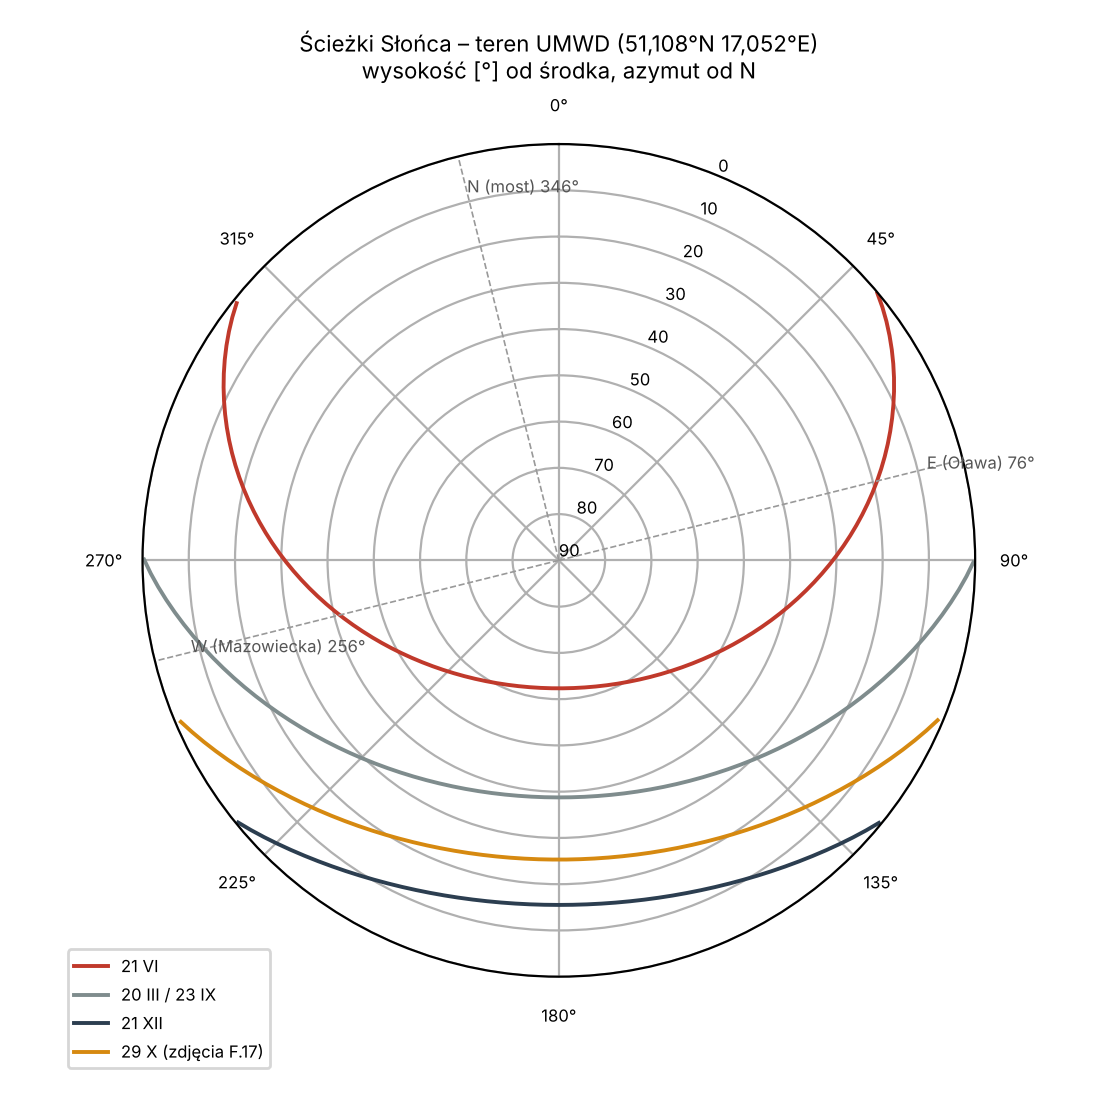 Ścieżki Słońca – teren UMWD (51,108°N 17,052°E)
wysokość [°] od środka, azymut od N
0°
0
N (most) 346°
10
315°
45°
20
30
40
50
60
E (Oława) 76°
70
80
90
270°
90°
W (Mazowiecka) 256°
225°
135°
180°
21 VI
20 III / 23 IX
21 XII
29 X (zdjęcia F.17)